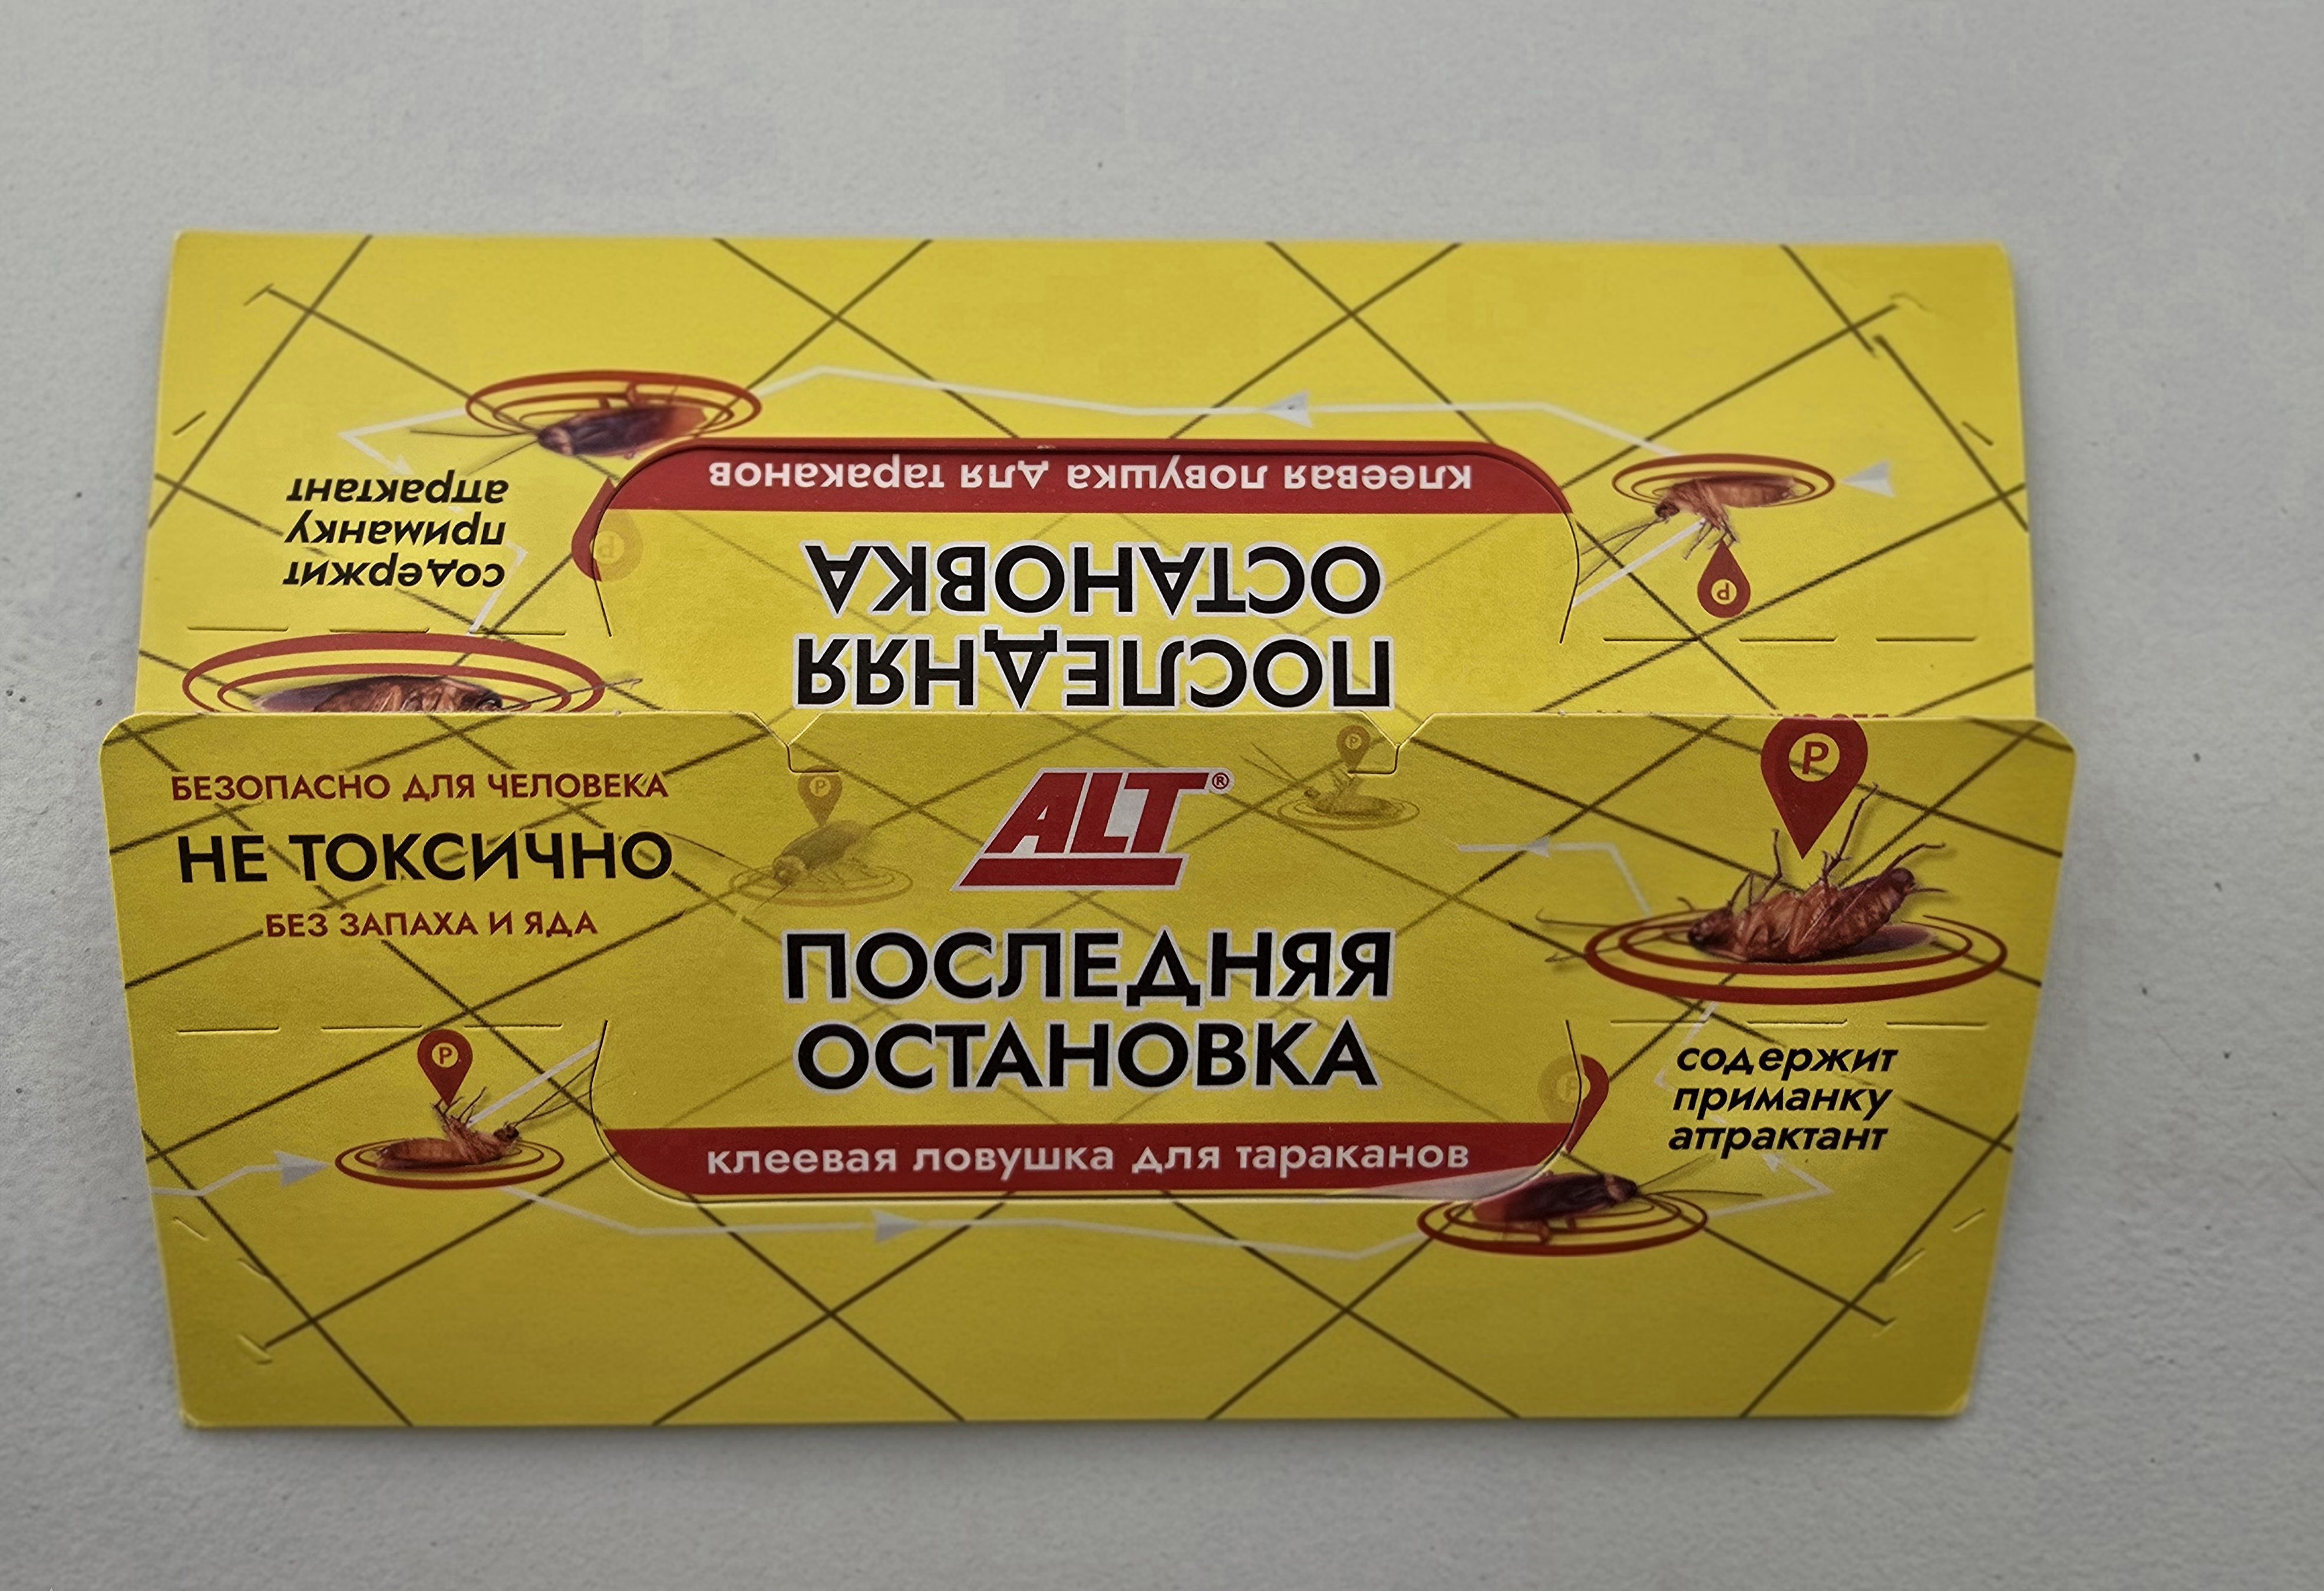 клеевая ловушка для тараканов
ПОСЛЕДНЯЯ
ОСТАНОВКА
содержит
приманку
аттрактант
P
P
БЕЗОПАСНО ДЛЯ ЧЕЛОВЕКА
НЕ ТОКСИЧНО
БЕЗ ЗАПАХА И ЯДА
P
P
ALT®
P
ПОСЛЕДНЯЯ
ОСТАНОВКА
клеевая ловушка для тараканов
P
содержит
приманку
аттрактант
P